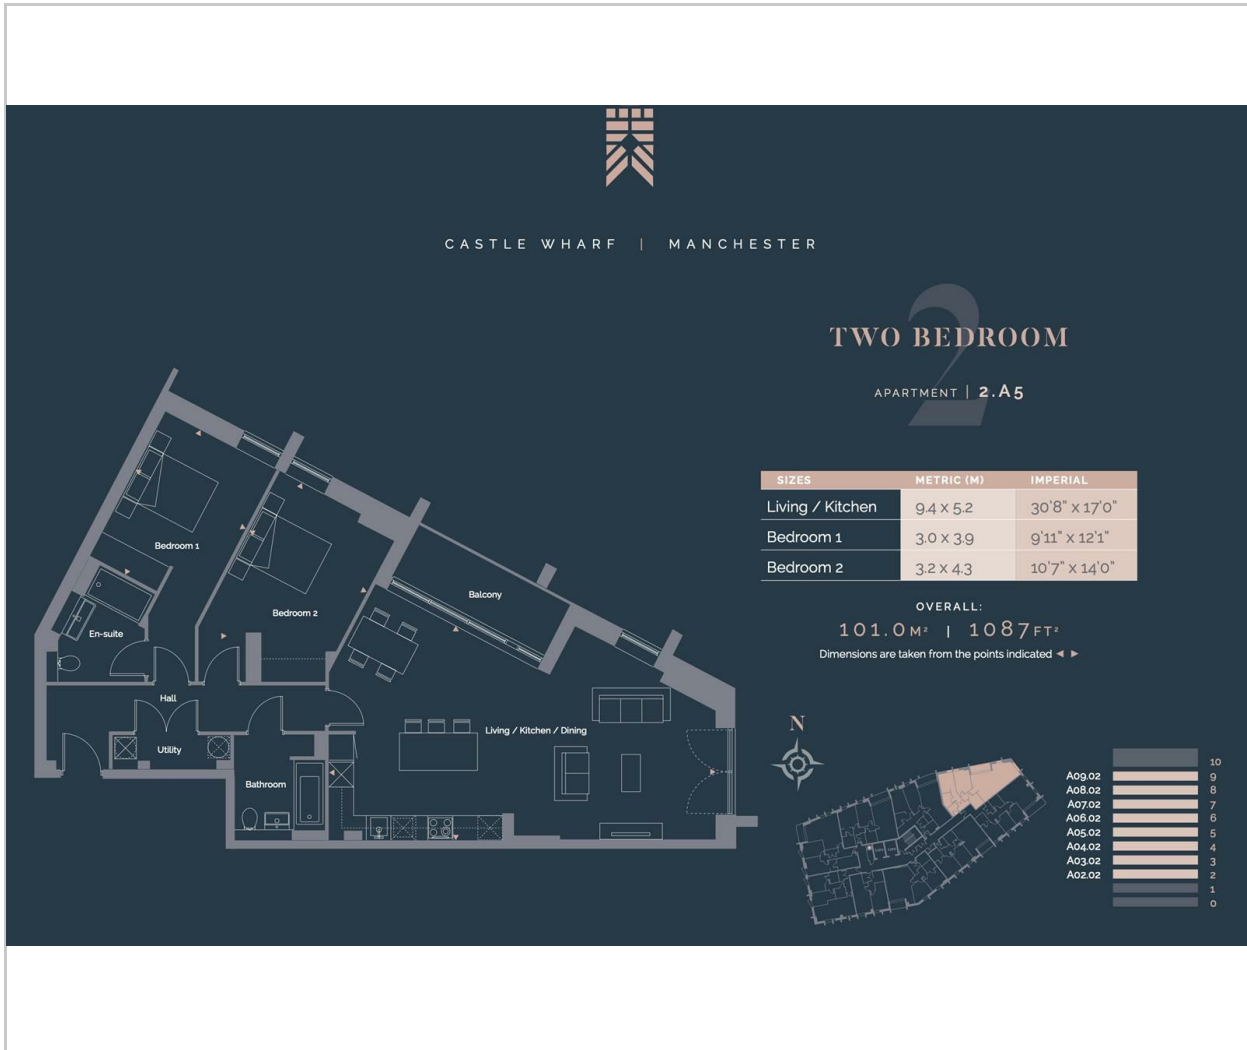 CASTLE WHARF | MANCHESTER
2
TWO BEDROOM
APARTMENT | 2.A5
SIZES METRIC (M) IMPERIAL
Living / Kitchen 9.4 x 5.2 30'8" x 17'0"
Bedroom 1 3.0 x 3.9 9'11" x 12'1"
Bedroom 2 3.2 x 4.3 10'7" x 14'0"
OVERALL:
101.0M² | 1087FT²
Dimensions are taken from the points indicated
Bedroom 1
Bedroom 2
Balcony
En-suite
Hall
Utility
Bathroom
Living / Kitchen / Dining
N
10
A09.02 9
A08.02 8
A07.02 7
A06.02 6
A05.02 5
A04.02 4
A03.02 3
A02.02 2
1
0